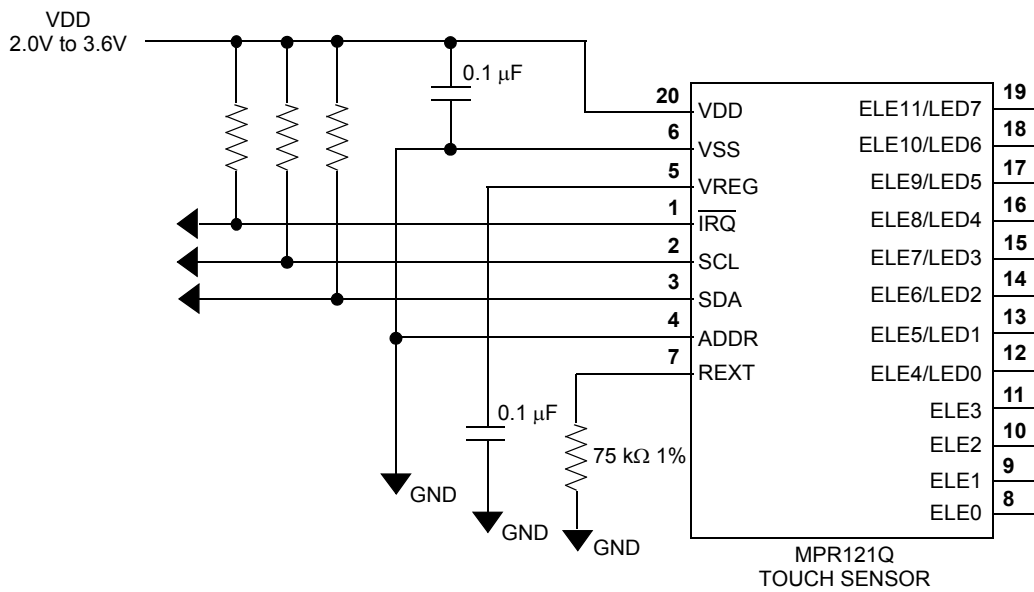 VDD
2.0V to 3.6V
0.1 μF
20 VDD
6 VSS
5 VREG
1 IRQ
2 SCL
3 SDA
4 ADDR
7 REXT
ELE11/LED7 19
ELE10/LED6 18
ELE9/LED5 17
ELE8/LED4 16
ELE7/LED3 15
ELE6/LED2 14
ELE5/LED1 13
ELE4/LED0 12
ELE3 11
ELE2 10
ELE1 9
ELE0 8
0.1 μF
75 kΩ 1%
GND
GND
GND
MPR121Q
TOUCH SENSOR